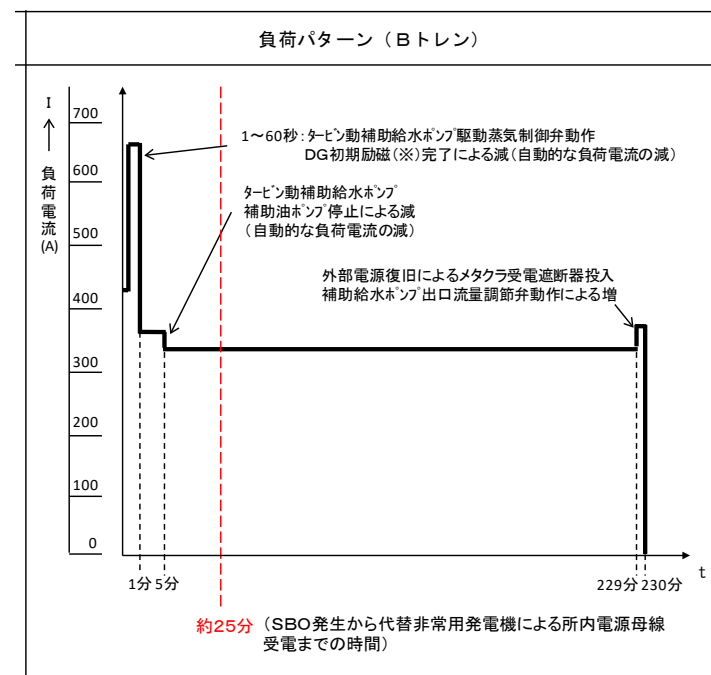 負荷パターン（Ｂトレン）
I
↑
負荷電流
(A)
700
600
500
400
300
200
100
0
1～60秒：タービン動補助給水ポンプ駆動蒸気制御弁動作
DG初期励磁(※)完了による減(自動的な負荷電流の減)
タービン動補助給水ポンプ
補助油ポンプ停止による減
（自動的な負荷電流の減）
外部電源復旧によるメタクラ受電遮断器投入
補助給水ポンプ出口流量調節弁動作による増
1分 5分
229分 230分
t
約25分 （SBO発生から代替非常用発電機による所内電源母線
受電までの時間）